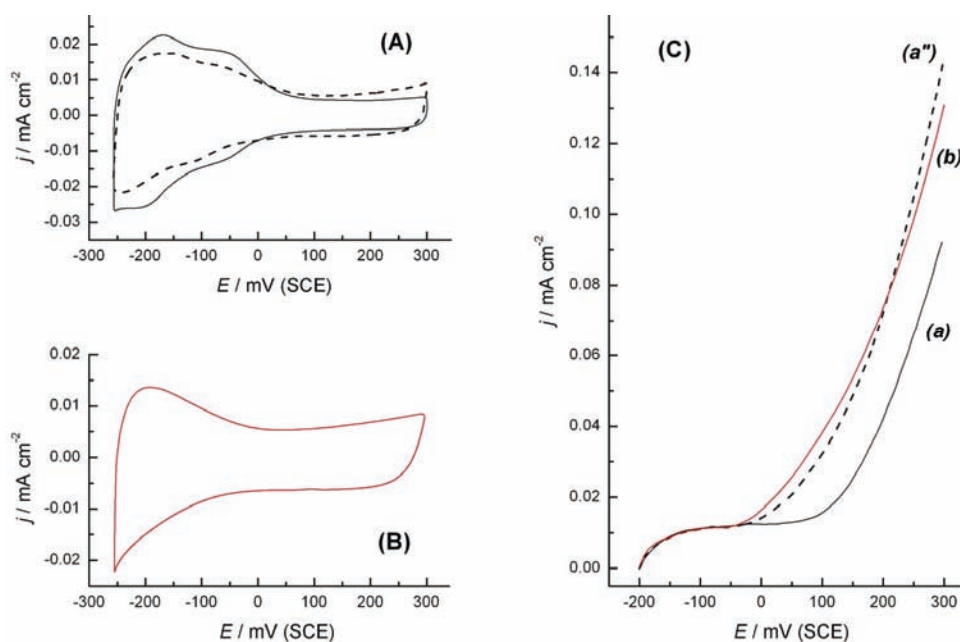 (A)
0.02
0.01
0.00
-0.01
-0.02
-0.03
j / mA cm⁻²
-300 -200 -100 0 100 200 300
E / mV (SCE)
(B)
0.02
0.01
0.00
-0.01
-0.02
j / mA cm⁻²
-300 -200 -100 0 100 200 300
E / mV (SCE)
(C)
(a")
(b)
(a)
0.14
0.12
0.10
0.08
0.06
0.04
0.02
0.00
j / mA cm⁻²
-200 -100 0 100 200 300
E / mV (SCE)